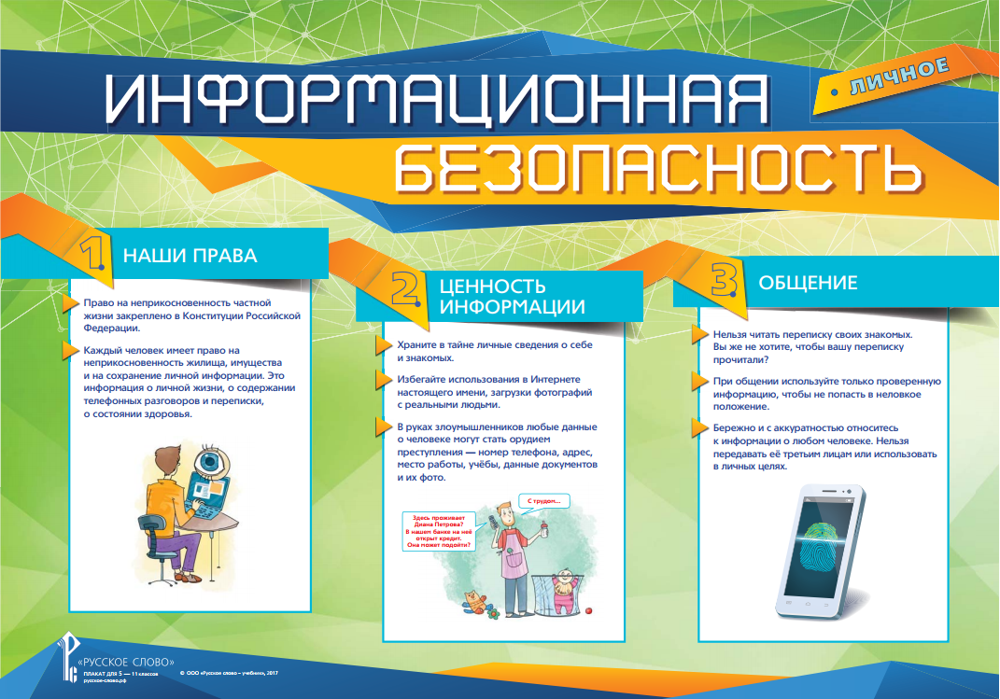 ИНФОРМАЦИОННАЯ
БЕЗОПАСНОСТЬ
ЛИЧНОЕ
1
НАШИ ПРАВА
Право на неприкосновенность частной
жизни закреплено в Конституции Российской
Федерации.
Каждый человек имеет право на
неприкосновенность жилища, имущества
и на сохранение личной информации. Это
информация о личной жизни, о содержании
телефонных разговоров и переписки,
о состоянии здоровья.
2
ЦЕННОСТЬ
ИНФОРМАЦИИ
Храните в тайне личные сведения о себе
и знакомых.
Избегайте использования в Интернете
настоящего имени, загрузки фотографий
с реальными людьми.
В руках злоумышленников любые данные
о человеке могут стать орудием
преступления — номер телефона, адрес,
место работы, учёбы, данные документов
и их фото.
Здесь проживает
Диана Петрова?
В нашем банке на неё
открыт кредит.
Она может подойти?
С трудом...
3
ОБЩЕНИЕ
Нельзя читать переписку своих знакомых.
Вы же не хотите, чтобы вашу переписку
прочитали?
При общении используйте только проверенную
информацию, чтобы не попасть в неловкое
положение.
Бережно и с аккуратностью относитесь
к информации о любом человеке. Нельзя
передавать её третьим лицам или использовать
в личных целях.
«РУССКОЕ СЛОВО»
ПЛАКАТ ДЛЯ 5 — 11 классов
русское-слово.рф
© ООО «Русское слово – учебник», 2017